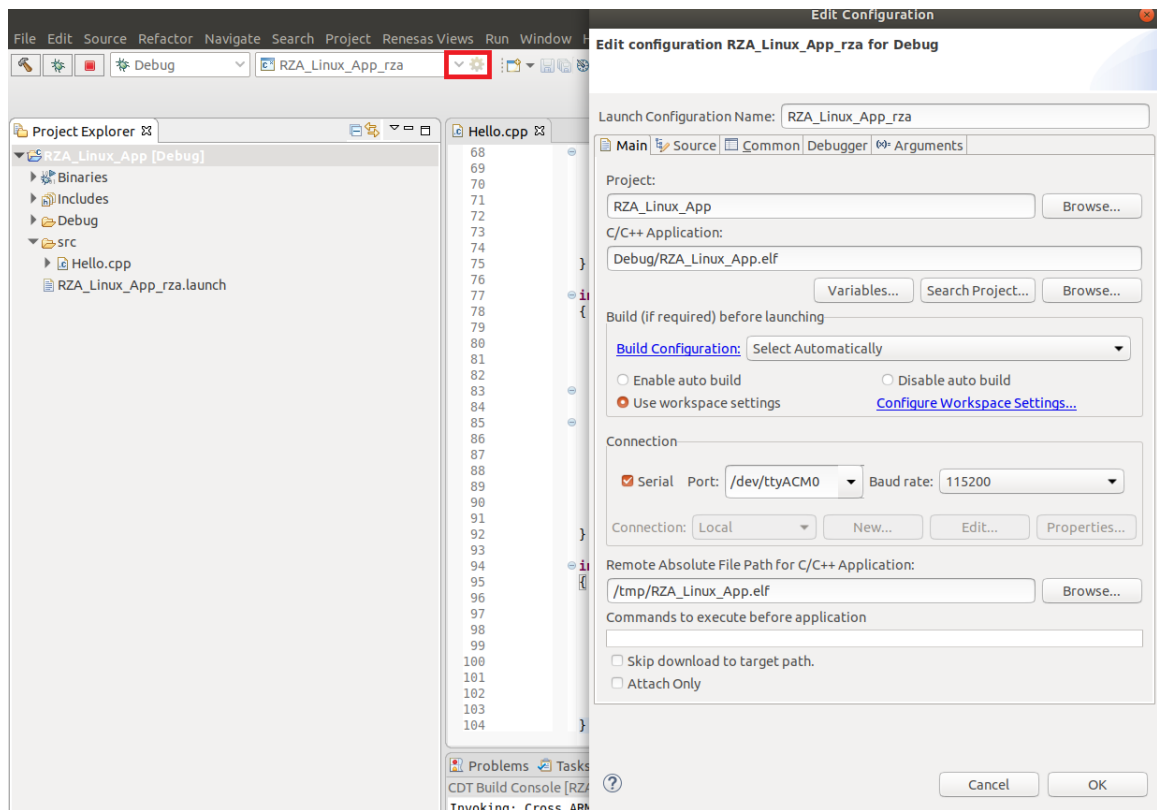 Edit Configuration
File Edit Source Refactor Navigate Search Project Renesas Views Run Window H
Debug
RZA_Linux_App_rza
Project Explorer
RZA_Linux_App [Debug]
Binaries
Includes
Debug
src
Hello.cpp
RZA_Linux_App_rza.launch
Hello.cpp
68
69
70
71
72
73
74
75 }
76
77 in
78 {
79
80
81
82
83
84
85
86
87
88
89
90
91
92 }
93
94 in
95 {
96
97
98
99
100
101
102
103
104 }
Problems Tasks
CDT Build Console [RZA
Invoking: Cross ARM
Edit configuration RZA_Linux_App_rza for Debug
Launch Configuration Name: RZA_Linux_App_rza
Main Source Common Debugger Arguments
Project:
RZA_Linux_App Browse...
C/C++ Application:
Debug/RZA_Linux_App.elf
Variables... Search Project... Browse...
Build (if required) before launching
Build Configuration: Select Automatically
Enable auto build Disable auto build
Use workspace settings Configure Workspace Settings...
Connection
Serial Port: /dev/ttyACM0 Baud rate: 115200
Connection: Local New... Edit... Properties...
Remote Absolute File Path for C/C++ Application:
/tmp/RZA_Linux_App.elf Browse...
Commands to execute before application
Skip download to target path.
Attach Only
Cancel OK